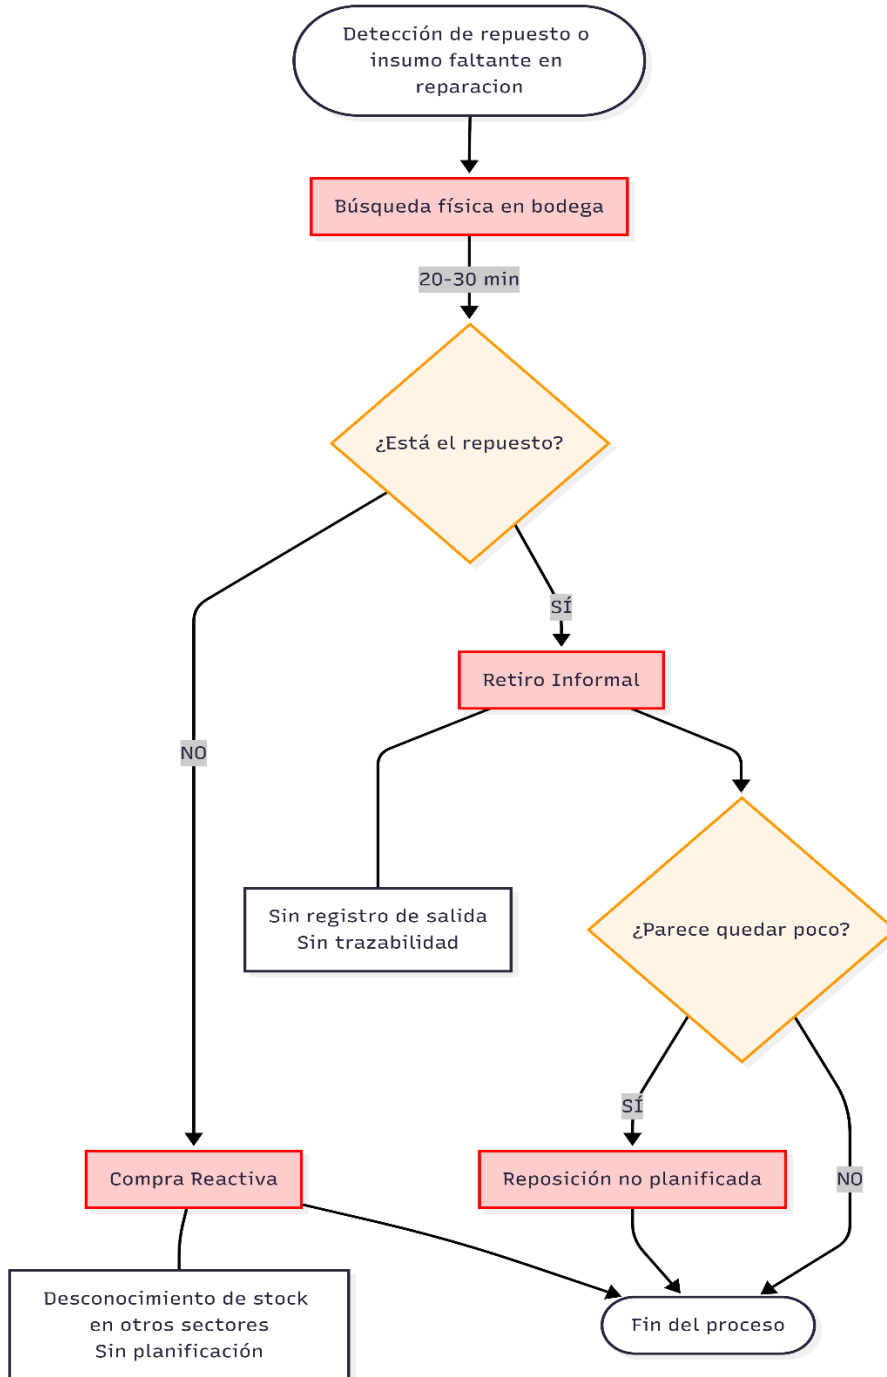 Detección de repuesto o
insumo faltante en
reparacion
Búsqueda física en bodega
20-30 min
¿Está el repuesto?
SÍ
Retiro Informal
NO
Sin registro de salida
Sin trazabilidad
¿Parece quedar poco?
SÍ
Compra Reactiva
Reposición no planificada
NO
Desconocimiento de stock
en otros sectores
Sin planificación
Fin del proceso